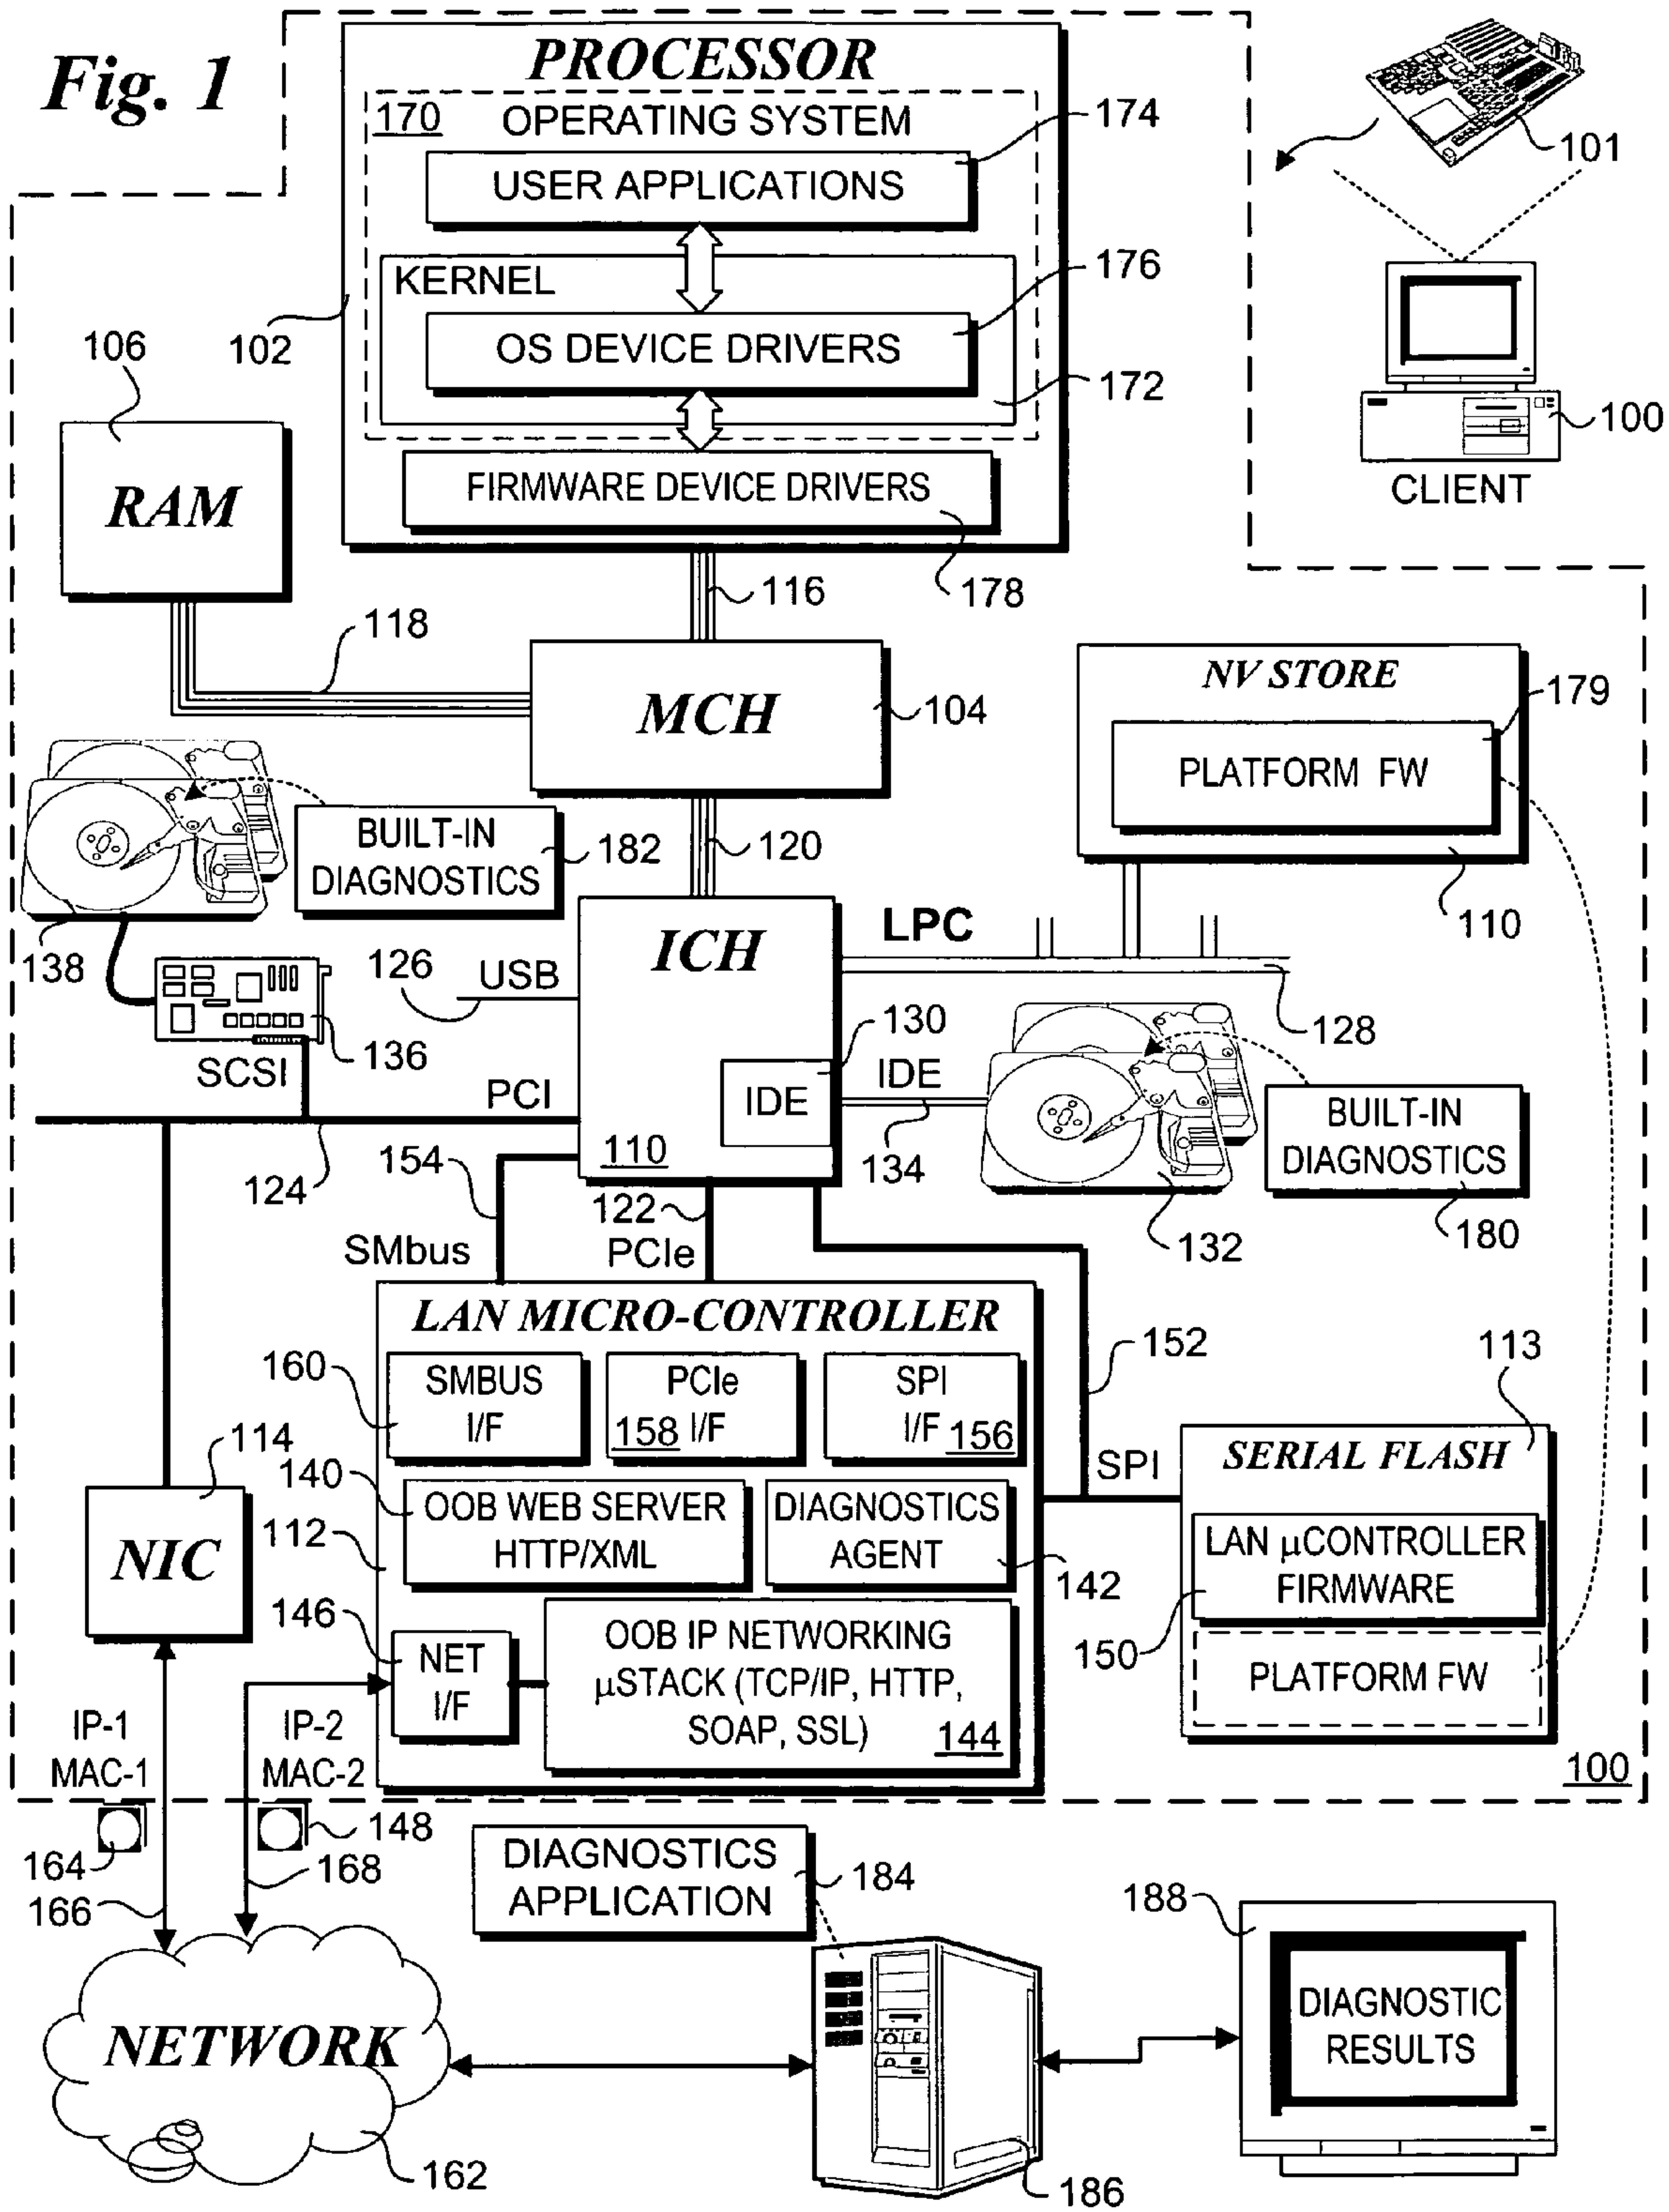 Fig. 1
PROCESSOR
170
OPERATING SYSTEM
174
USER APPLICATIONS
101
KERNEL
176
OS DEVICE DRIVERS
102
172
106
100
CLIENT
RAM
FIRMWARE DEVICE DRIVERS
178
116
118
MCH
104
NV STORE
179
PLATFORM FW
BUILT-IN
DIAGNOSTICS
182
120
110
138
ICH
LPC
126
USB
128
136
SCSI
130
IDE
IDE
PCI
134
BUILT-IN
DIAGNOSTICS
110
124
154
122
132
180
SMbus
PCIe
LAN MICRO-CONTROLLER
152
113
160
SMBUS
I/F
PCIe
158 I/F
SPI
I/F 156
114
SERIAL FLASH
SPI
140
OOB WEB SERVER
HTTP/XML
DIAGNOSTICS
AGENT
112
NIC
142
LAN µCONTROLLER
FIRMWARE
146
150
NET
I/F
OOB IP NETWORKING
µSTACK (TCP/IP, HTTP,
SOAP, SSL)
144
PLATFORM FW
IP-1
MAC-1
IP-2
MAC-2
100
148
164
168
166
DIAGNOSTICS
APPLICATION
184
188
NETWORK
DIAGNOSTIC
RESULTS
162
186